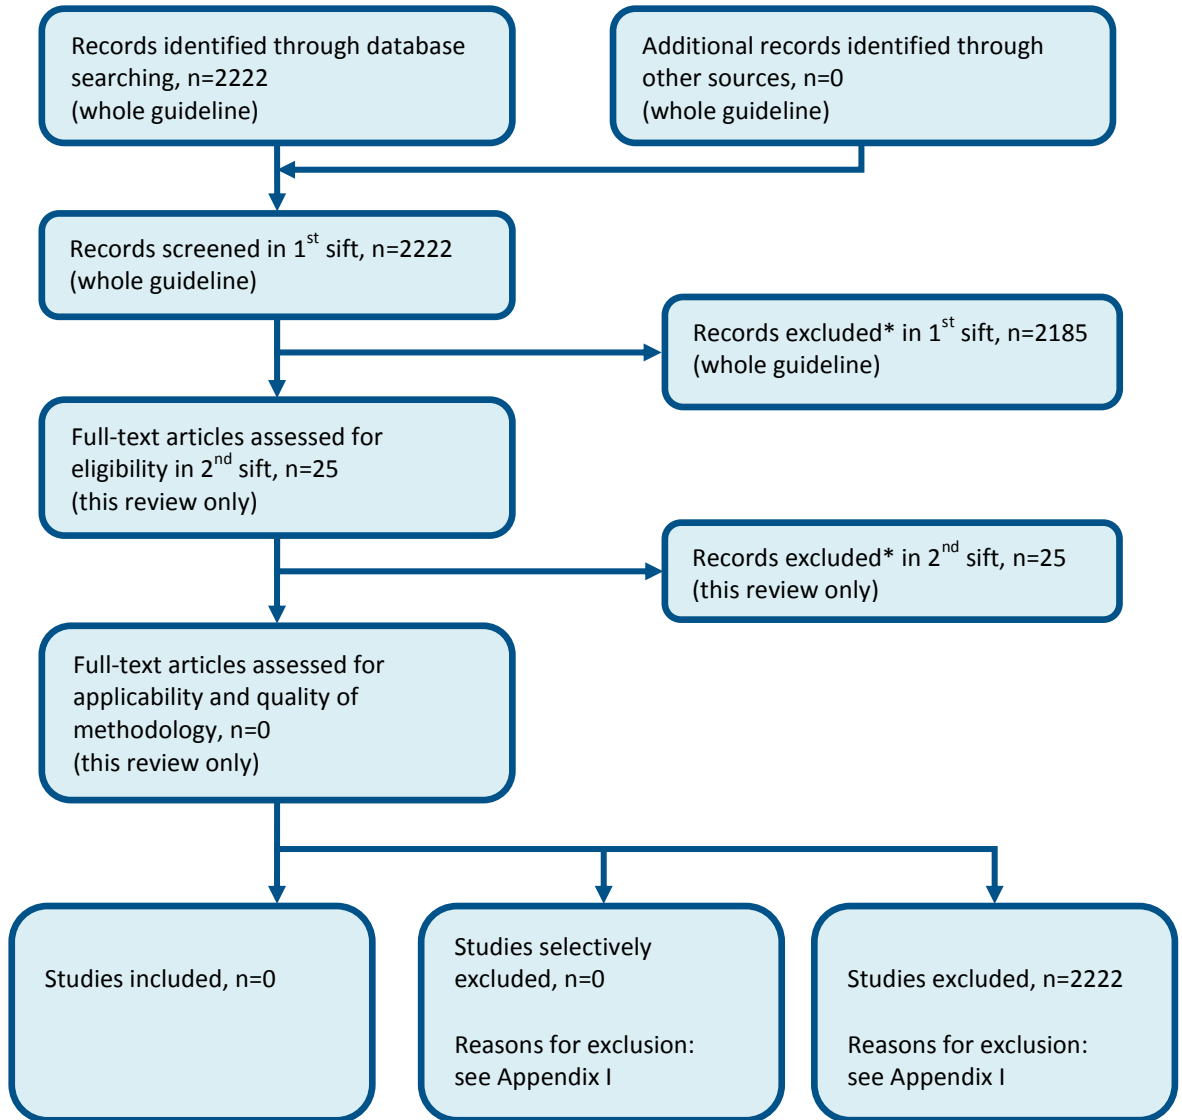 Records identified through database
searching, n=2222
(whole guideline)
Additional records identified through
other sources, n=0
(whole guideline)
Records screened in 1st sift, n=2222
(whole guideline)
Records excluded* in 1st sift, n=2185
(whole guideline)
Full-text articles assessed for
eligibility in 2nd sift, n=25
(this review only)
Records excluded* in 2nd sift, n=25
(this review only)
Full-text articles assessed for
applicability and quality of
methodology, n=0
(this review only)
Studies included, n=0
Studies selectively
excluded, n=0
Reasons for exclusion:
see Appendix I
Studies excluded, n=2222
Reasons for exclusion:
see Appendix I